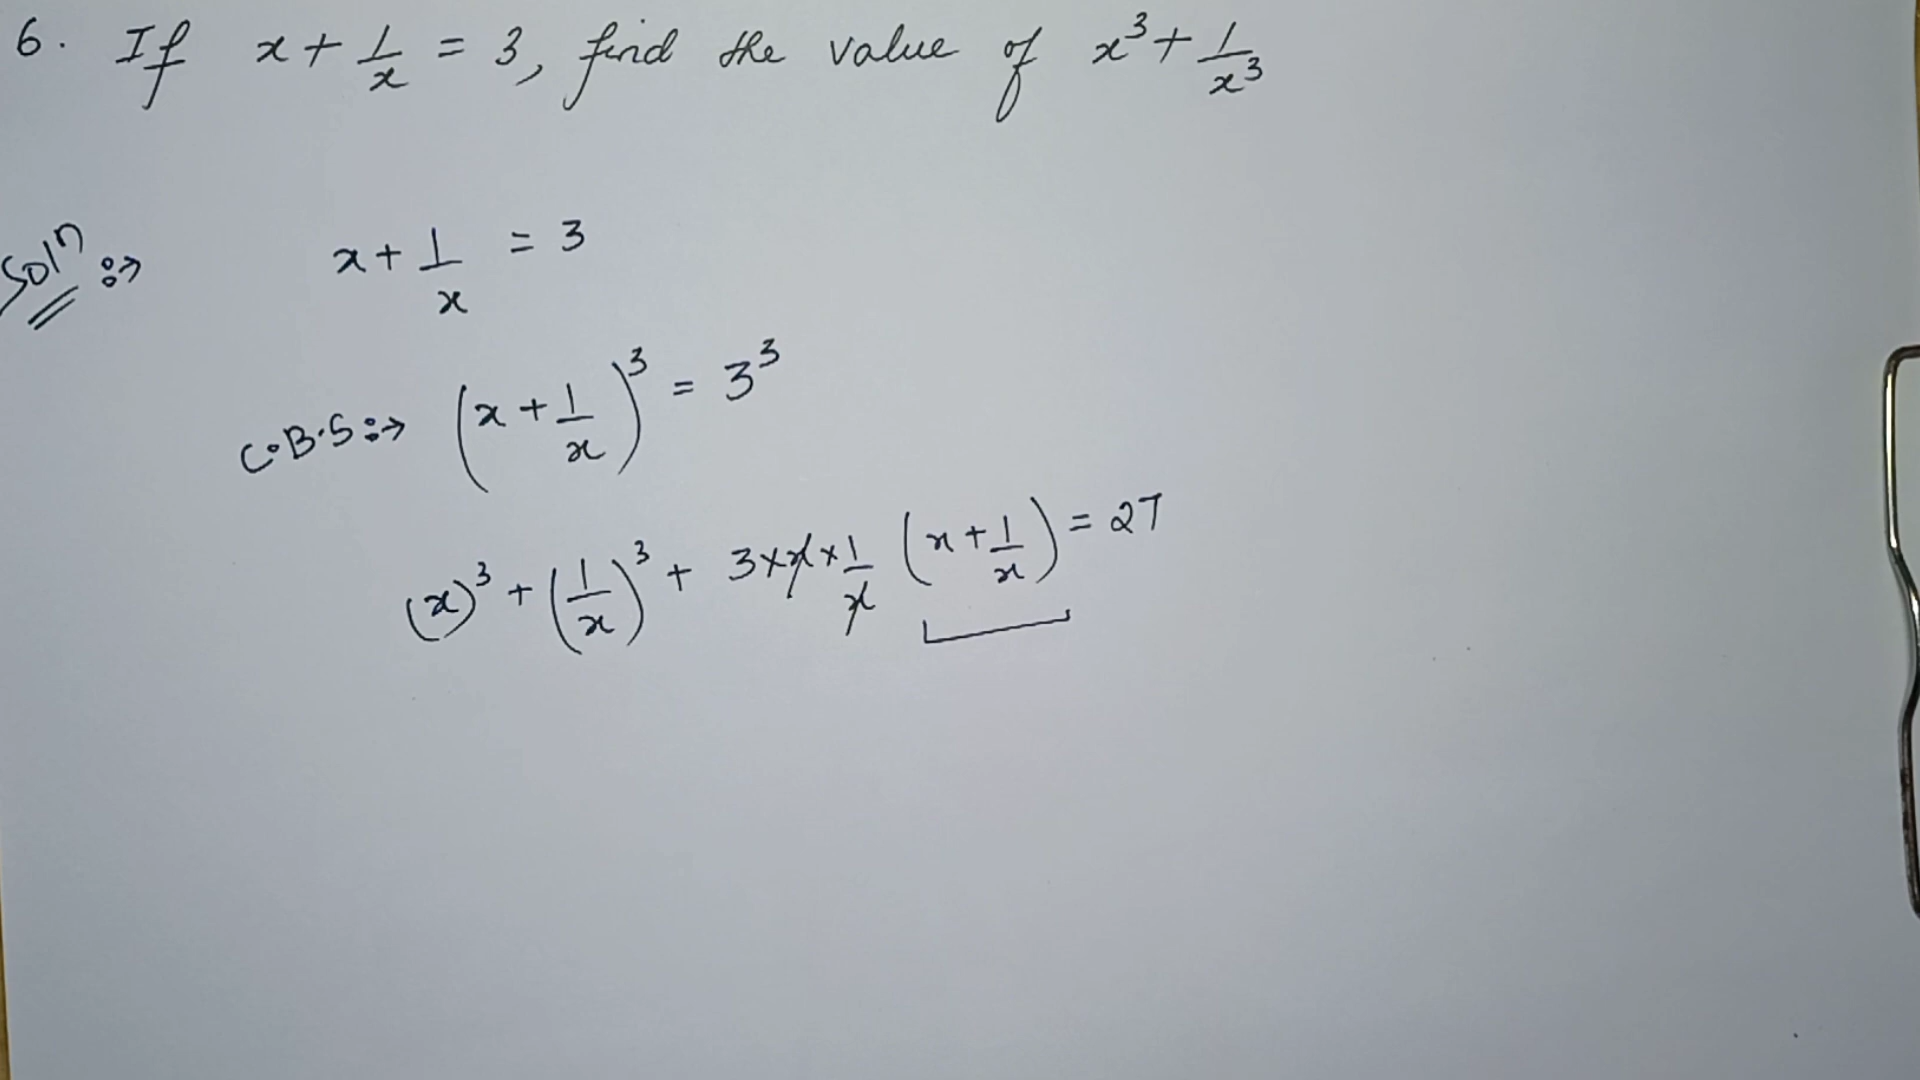 6. If x + 1/x = 3, find the value of x³ + 1/x³
Solⁿ :→ x + 1/x = 3
C.B.S :→ (x + 1/x)³ = 3³
(x)³ + (1/x)³ + 3 × x × 1/x (x + 1/x) = 27